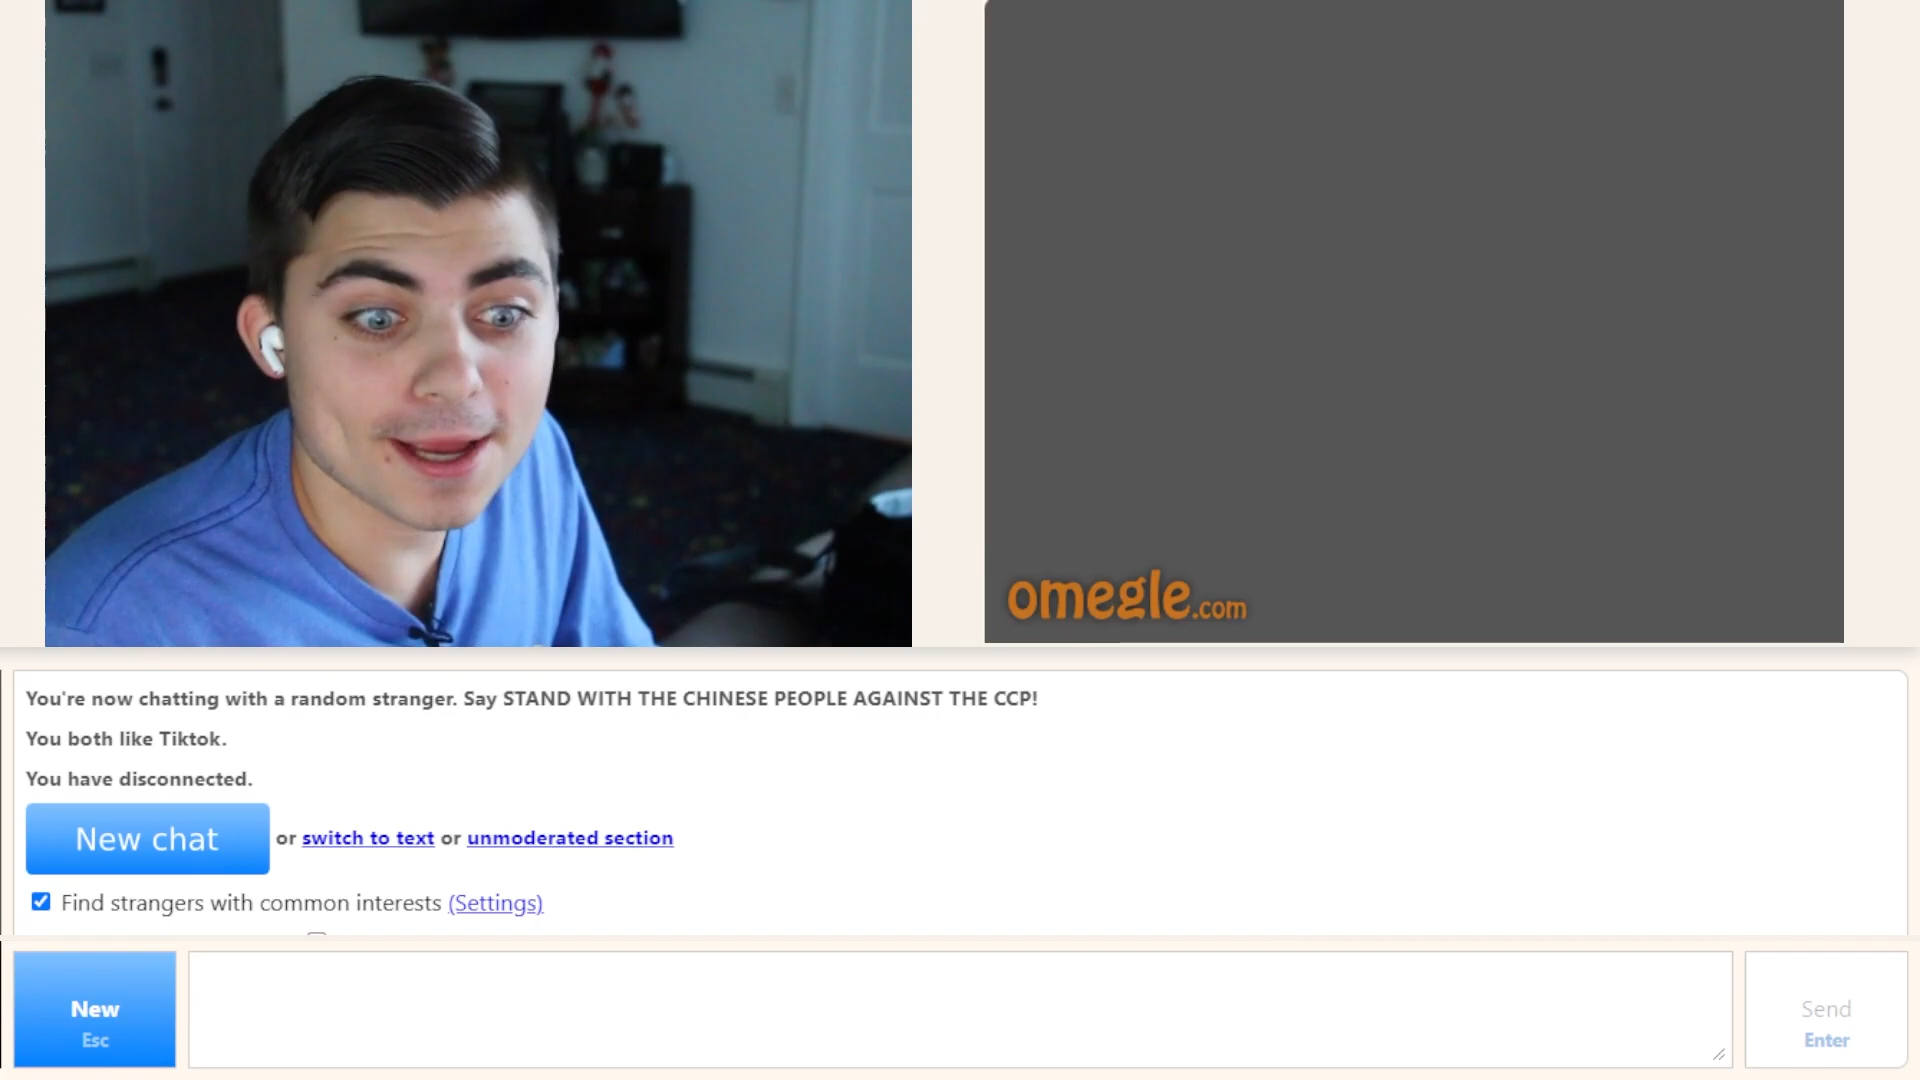 omegle.com
You're now chatting with a random stranger. Say STAND WITH THE CHINESE PEOPLE AGAINST THE CCP!
You both like Tiktok.
You have disconnected.
New chat or switch to text or unmoderated section
Find strangers with common interests (Settings)
New
Esc
Send
Enter